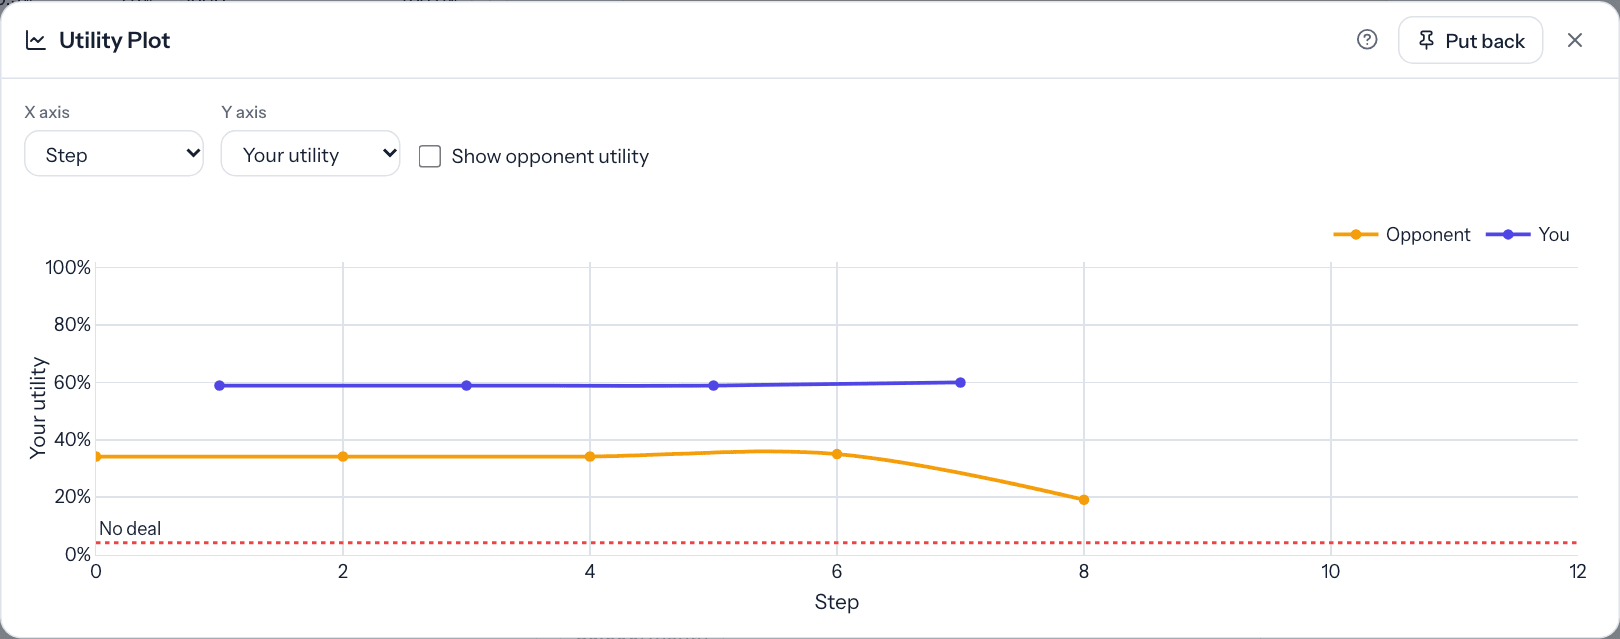 Utility Plot
Put back
X axis
Y axis
Step
Your utility
Show opponent utility
Opponent
You
100%
80%
60%
40%
20%
0%
Your utility
No deal
0
2
4
6
8
10
12
Step